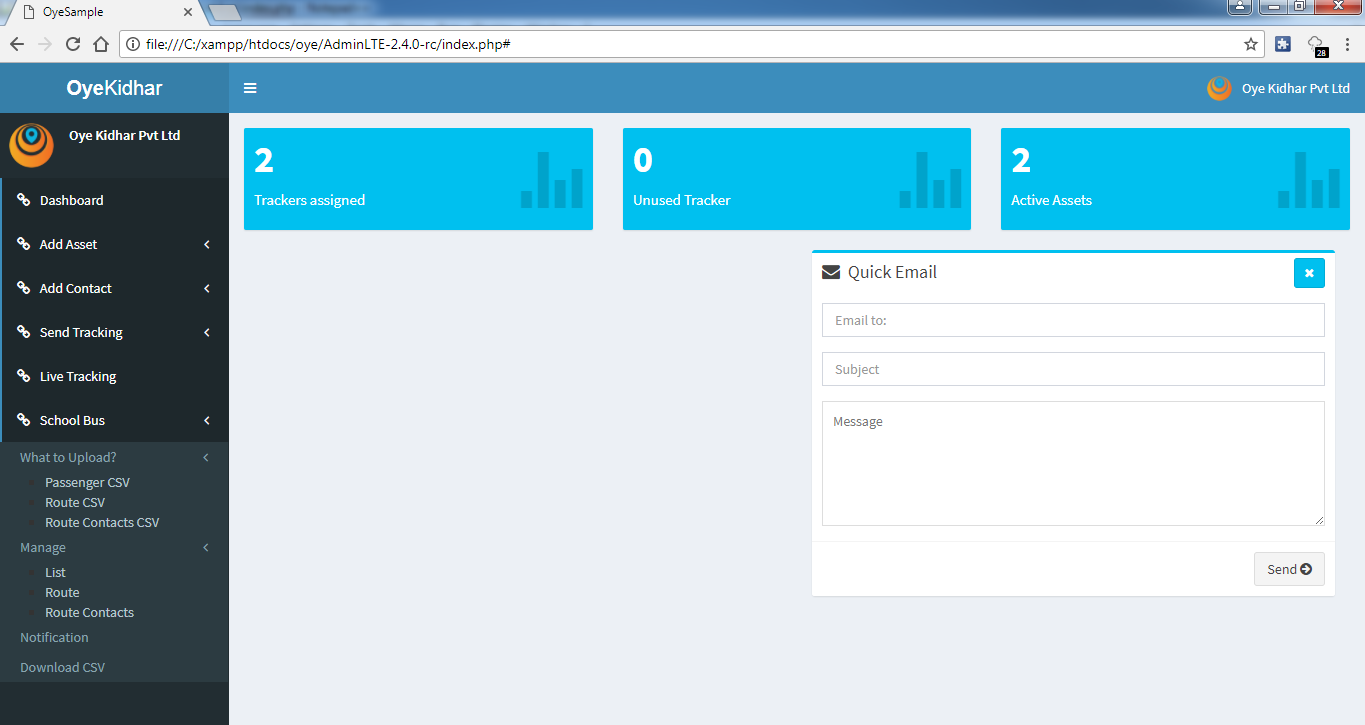 OyeSample
file:///C:/xampp/htdocs/oye/AdminLTE-2.4.0-rc/index.php#
28
OyeKidhar
Oye Kidhar Pvt Ltd
Oye Kidhar Pvt Ltd
Dashboard
Add Asset
Add Contact
Send Tracking
Live Tracking
School Bus
What to Upload?
Passenger CSV
Route CSV
Route Contacts CSV
Manage
List
Route
Route Contacts
Notification
Download CSV
2
Trackers assigned
0
Unused Tracker
2
Active Assets
Quick Email
Email to:
Subject
Message
Send